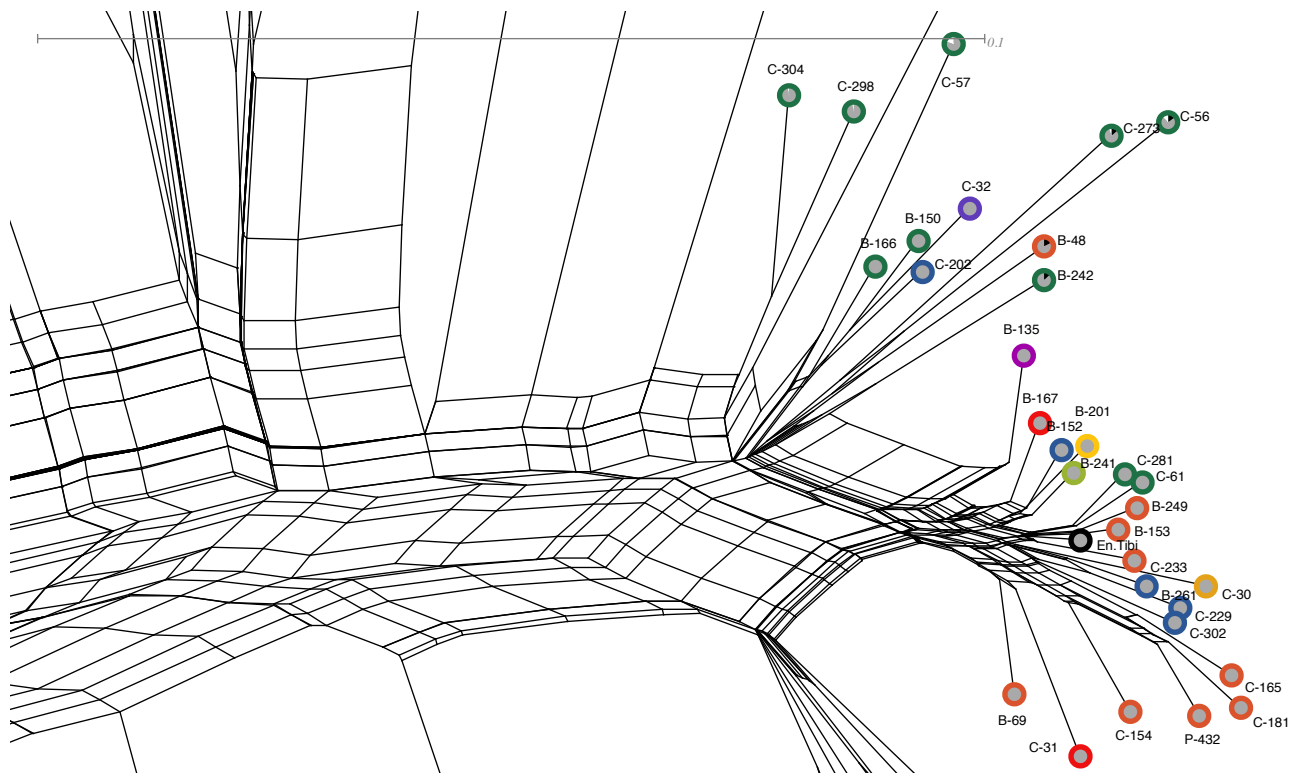 0.1
C-57
C-304
C-298
C-56
C-273
C-32
B-150
B-48
B-166
C-202
B-242
B-135
B-167
B-201
B-152
C-281
B-241
C-61
B-249
B-153
En.Tibi
C-233
C-30
B-261
C-229
C-302
C-165
C-181
B-69
C-154
P-432
C-31